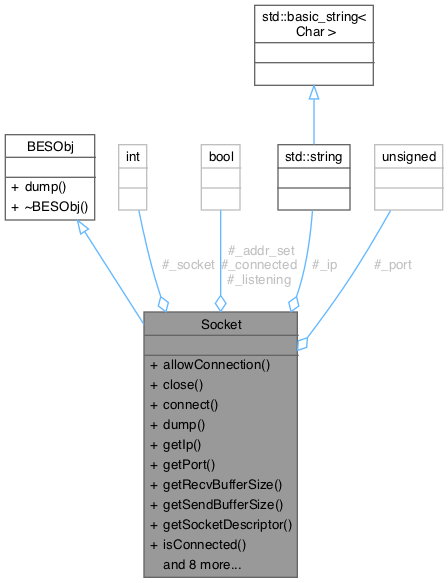 std::basic_string<
Char >
BESObj
+ dump()
+ ~BESObj()
int
bool
std::string
unsigned
#_socket
#_addr_set
#_connected
#_listening
#_ip
#_port
Socket
+ allowConnection()
+ close()
+ connect()
+ dump()
+ getIp()
+ getPort()
+ getRecvBufferSize()
+ getSendBufferSize()
+ getSocketDescriptor()
+ isConnected()
and 8 more...